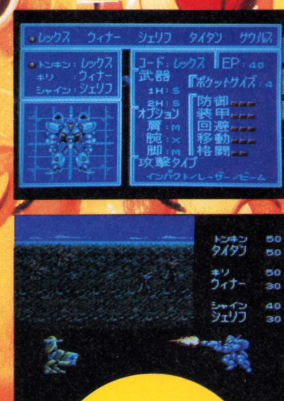 レックス ウィナー シェリフ タイタン サウルス
トンキン:レックス
キリ :ウィナー
シャイン:シェリフ
コード:レックス EP:40
武器
1H:S
2H:S
ポケットサイズ:4
オプション
肩:M
腕:X
脚:M
防御
装甲
回避
移動
格闘
攻撃タイプ
インパクト/レーザー/ビーム
トンキン 50
タイタン 50
キリ 50
ウィナー 30
シャイン 40
シェリフ 30